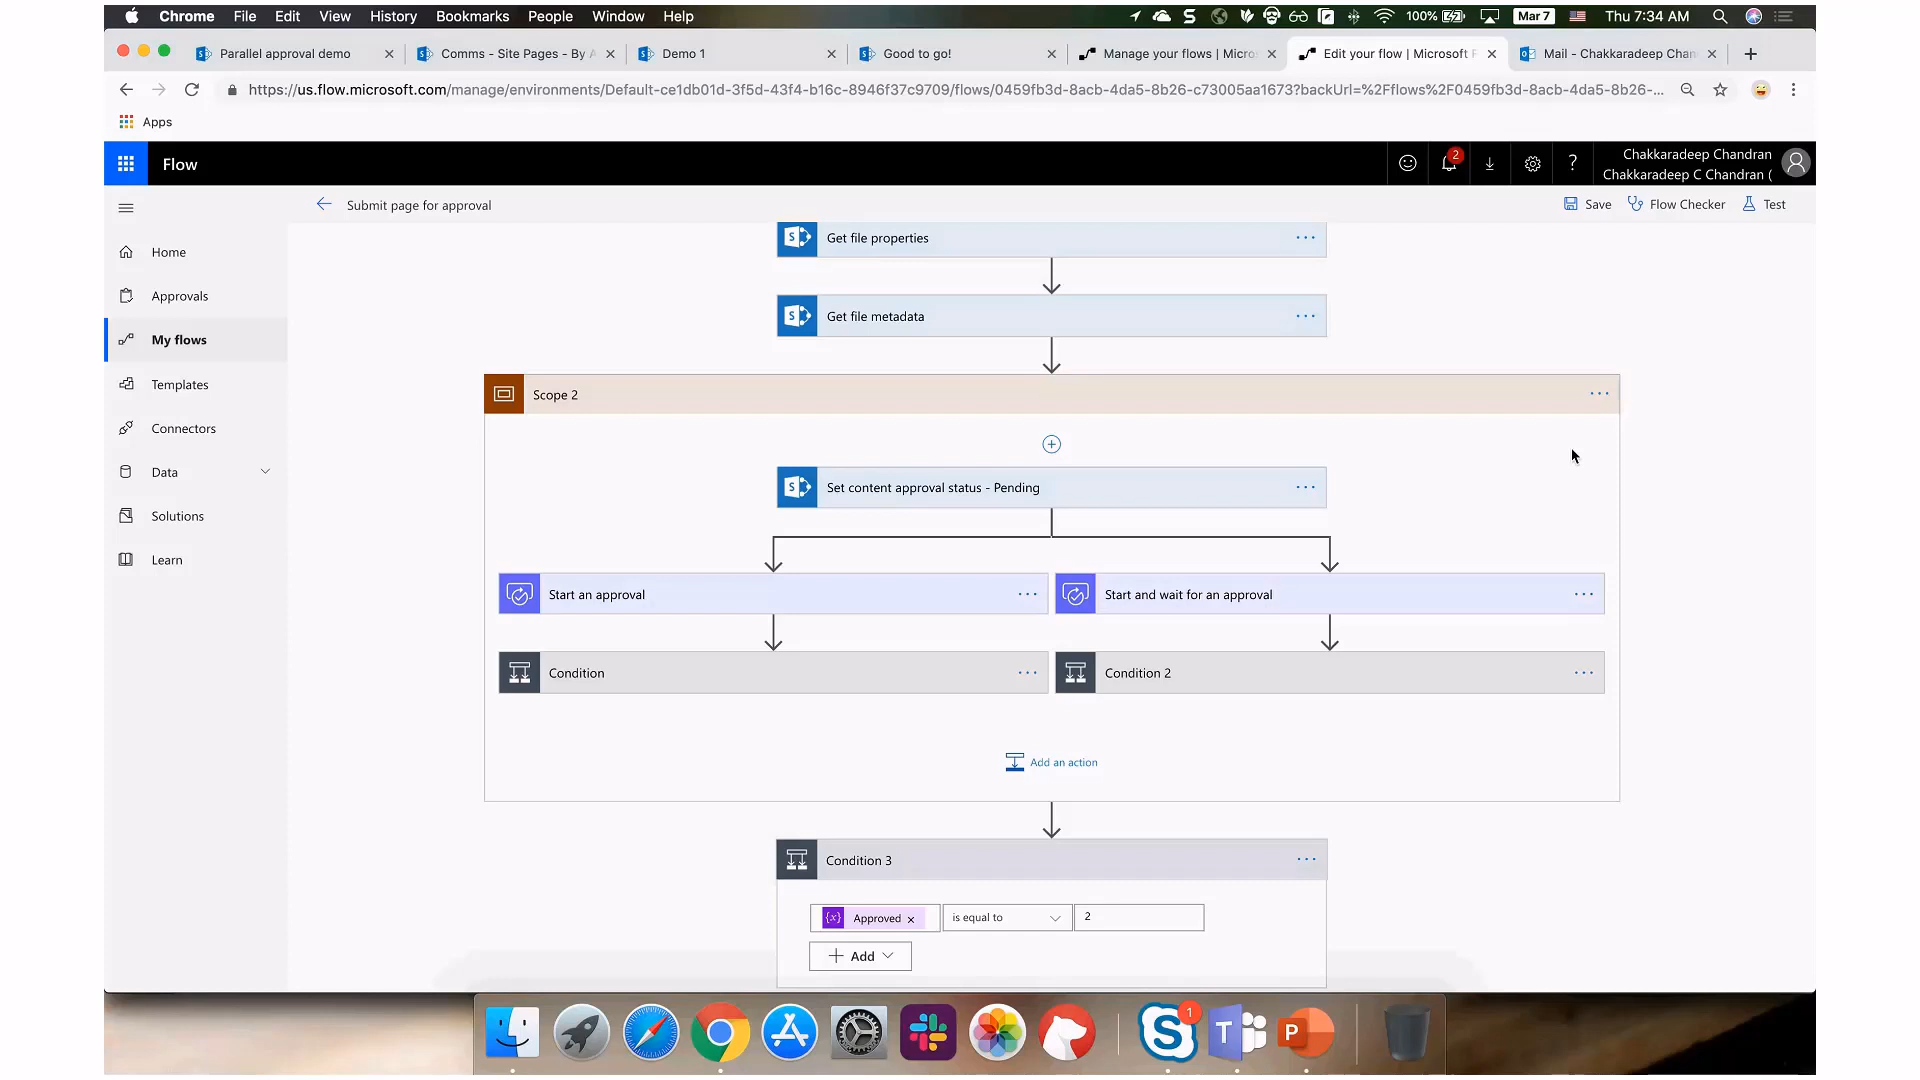 Chrome File Edit View History Bookmarks People Window Help 100% Mar 7 Thu 7:34 AM
Parallel approval demo
Comms - Site Pages - By A
Demo 1
Good to go!
Manage your flows | Micros
Edit your flow | Microsoft F
Mail - Chakkaradeep Chan
https://us.flow.microsoft.com/manage/environments/Default-ce1db01d-3f5d-43f4-b16c-8946f37c9709/flows/0459fb3d-8acb-4da5-8b26-c73005aa1673?backUrl=%2Fflows%2F0459fb3d-8acb-4da5-8b26-...
Apps
Flow
2
?
Chakkaradeep Chandran
Chakkaradeep C Chandran (
Submit page for approval
Save
Flow Checker
Test
Home
Approvals
My flows
Templates
Connectors
Data
Solutions
Learn
Get file properties
Get file metadata
Scope 2
Set content approval status - Pending
Start an approval
Start and wait for an approval
Condition
Condition 2
Add an action
Condition 3
{x} Approved x
is equal to
2
+ Add
S 1
T
P